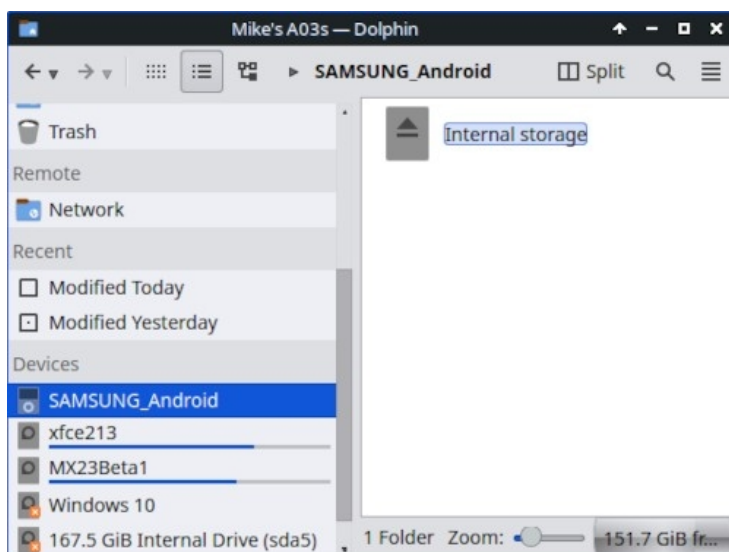 Mike's A03s — Dolphin
SAMSUNG_Android
Split
Trash
Remote
Network
Recent
Modified Today
Modified Yesterday
Devices
SAMSUNG_Android
xfce213
MX23Beta1
Windows 10
167.5 GiB Internal Drive (sda5)
Internal storage
1 Folder Zoom: 151.7 GiB fr...